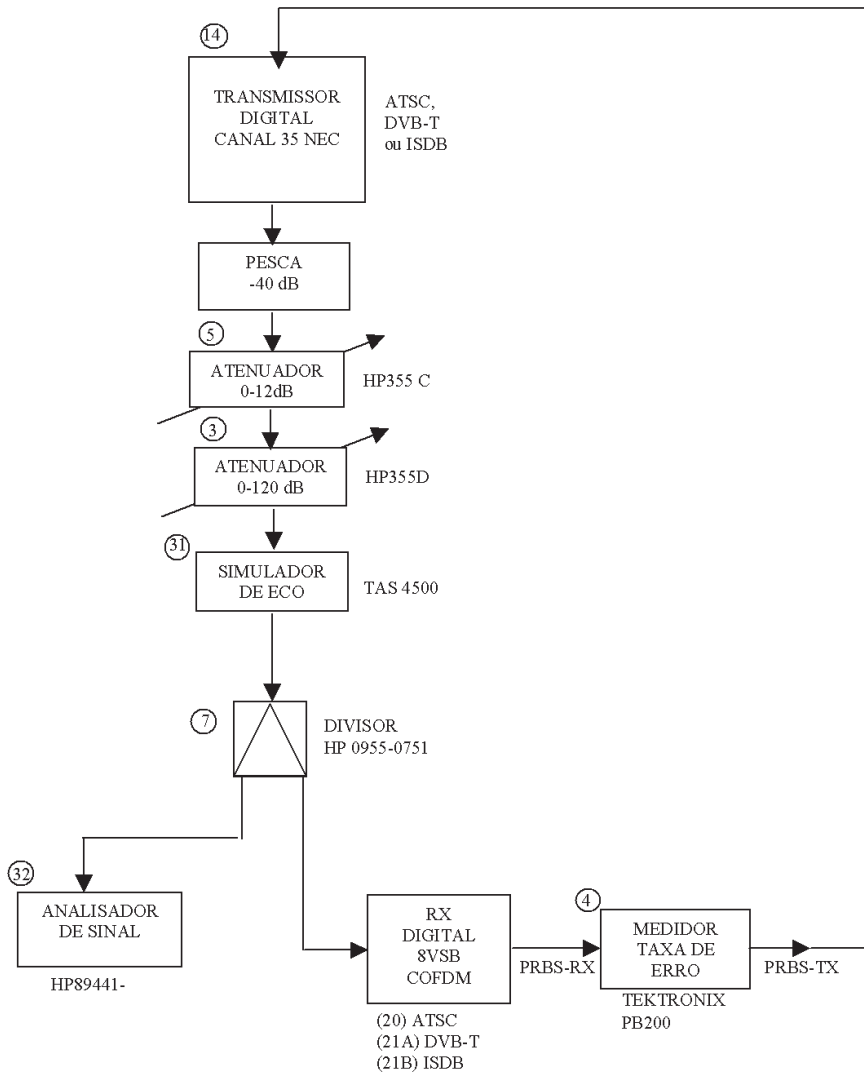 14
TRANSMISSOR
DIGITAL
CANAL 35 NEC
ATSC,
DVB-T
ou ISDB
PESCA
-40 dB
5
ATENUADOR
0-12dB
HP355 C
3
ATENUADOR
0-120 dB
HP355D
31
SIMULADOR
DE ECO
TAS 4500
7
DIVISOR
HP 0955-0751
32
ANALISADOR
DE SINAL
HP89441-
RX
DIGITAL
8VSB
COFDM
(20) ATSC
(21A) DVB-T
(21B) ISDB
PRBS-RX
4
MEDIDOR
TAXA DE
ERRO
TEKTRONIX
PB200
PRBS-TX